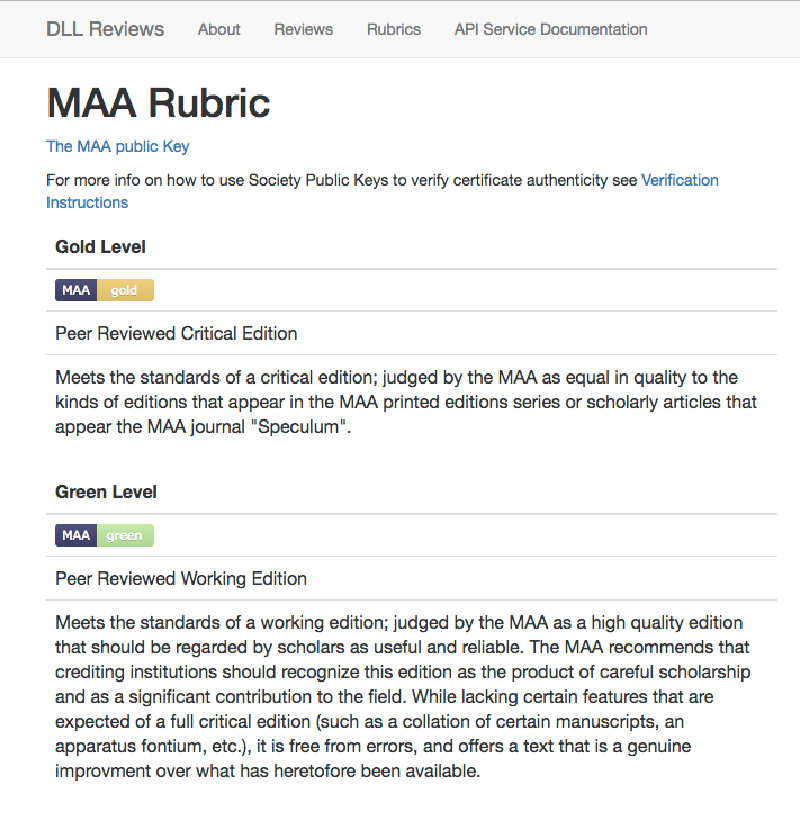 DLL Reviews About Reviews Rubrics API Service Documentation
MAA Rubric
The MAA public Key
For more info on how to use Society Public Keys to verify certificate authenticity see Verification
Instructions
Gold Level
MAA gold
Peer Reviewed Critical Edition
Meets the standards of a critical edition; judged by the MAA as equal in quality to the
kinds of editions that appear in the MAA printed editions series or scholarly articles that
appear the MAA journal "Speculum".
Green Level
MAA green
Peer Reviewed Working Edition
Meets the standards of a working edition; judged by the MAA as a high quality edition
that should be regarded by scholars as useful and reliable. The MAA recommends that
crediting institutions should recognize this edition as the product of careful scholarship
and as a significant contribution to the field. While lacking certain features that are
expected of a full critical edition (such as a collation of certain manuscripts, an
apparatus fontium, etc.), it is free from errors, and offers a text that is a genuine
improvment over what has heretofore been available.